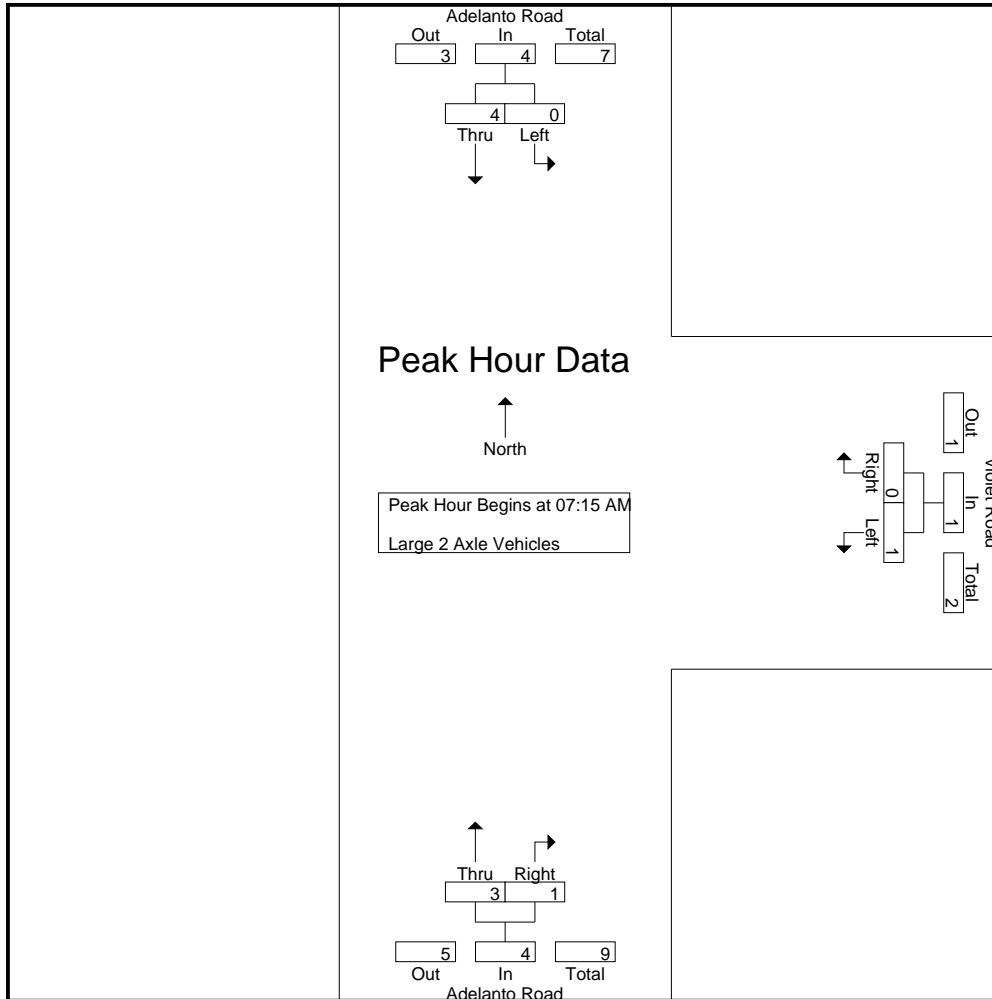 Adelanto Road
Out In Total
3 4 7
4 0
Thru Left
Peak Hour Data
North
Peak Hour Begins at 07:15 AM
Large 2 Axle Vehicles
Right Left
0 1
Out In Total
1 1 2
Violet Road
Thru Right
3 1
5 4 9
Out In Total
Adelanto Road